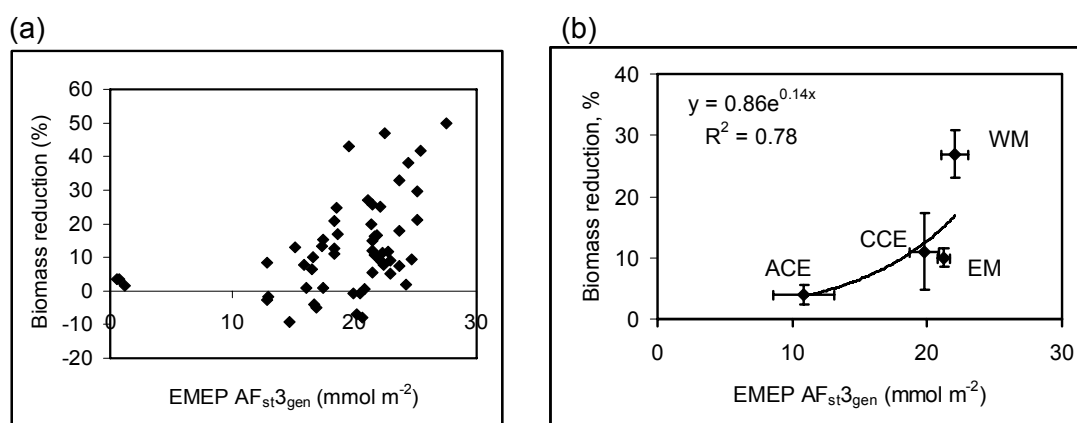 (a)
Biomass reduction (%)
60
50
40
30
20
10
0
-10
-20
0
10
20
30
EMEP AFst3gen (mmol m-2)
(b)
Biomass reduction, %
40
30
20
10
0
y = 0.86e0.14x
R2 = 0.78
WM
CCE
EM
ACE
0
10
20
30
EMEP AFst3gen (mmol m-2)